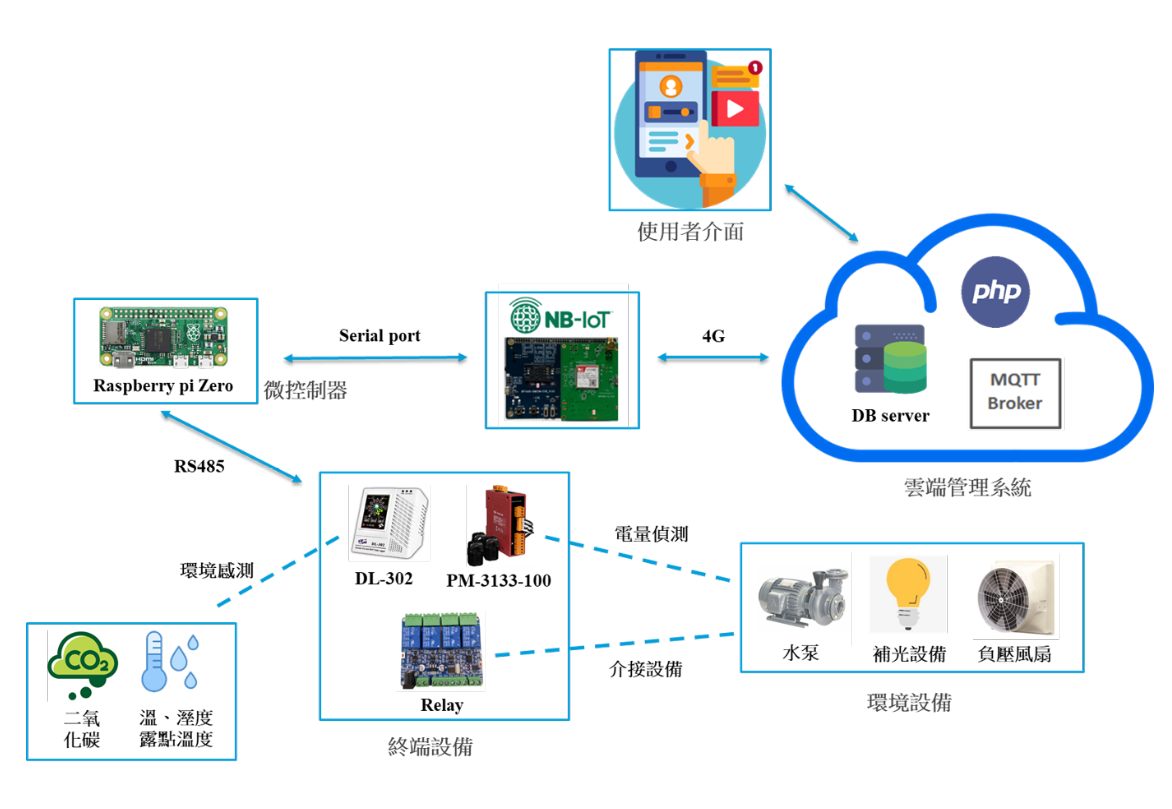 1
使用者介面
php
DB server
MQTT
Broker
雲端管理系統
NB-IoT
4G
Serial port
Raspberry pi Zero
微控制器
RS485
DL-302
PM-3133-100
Relay
終端設備
電量偵測
介接設備
環境感測
CO2
二氧
化碳
溫、溼度
露點溫度
水泵
補光設備
負壓風扇
環境設備